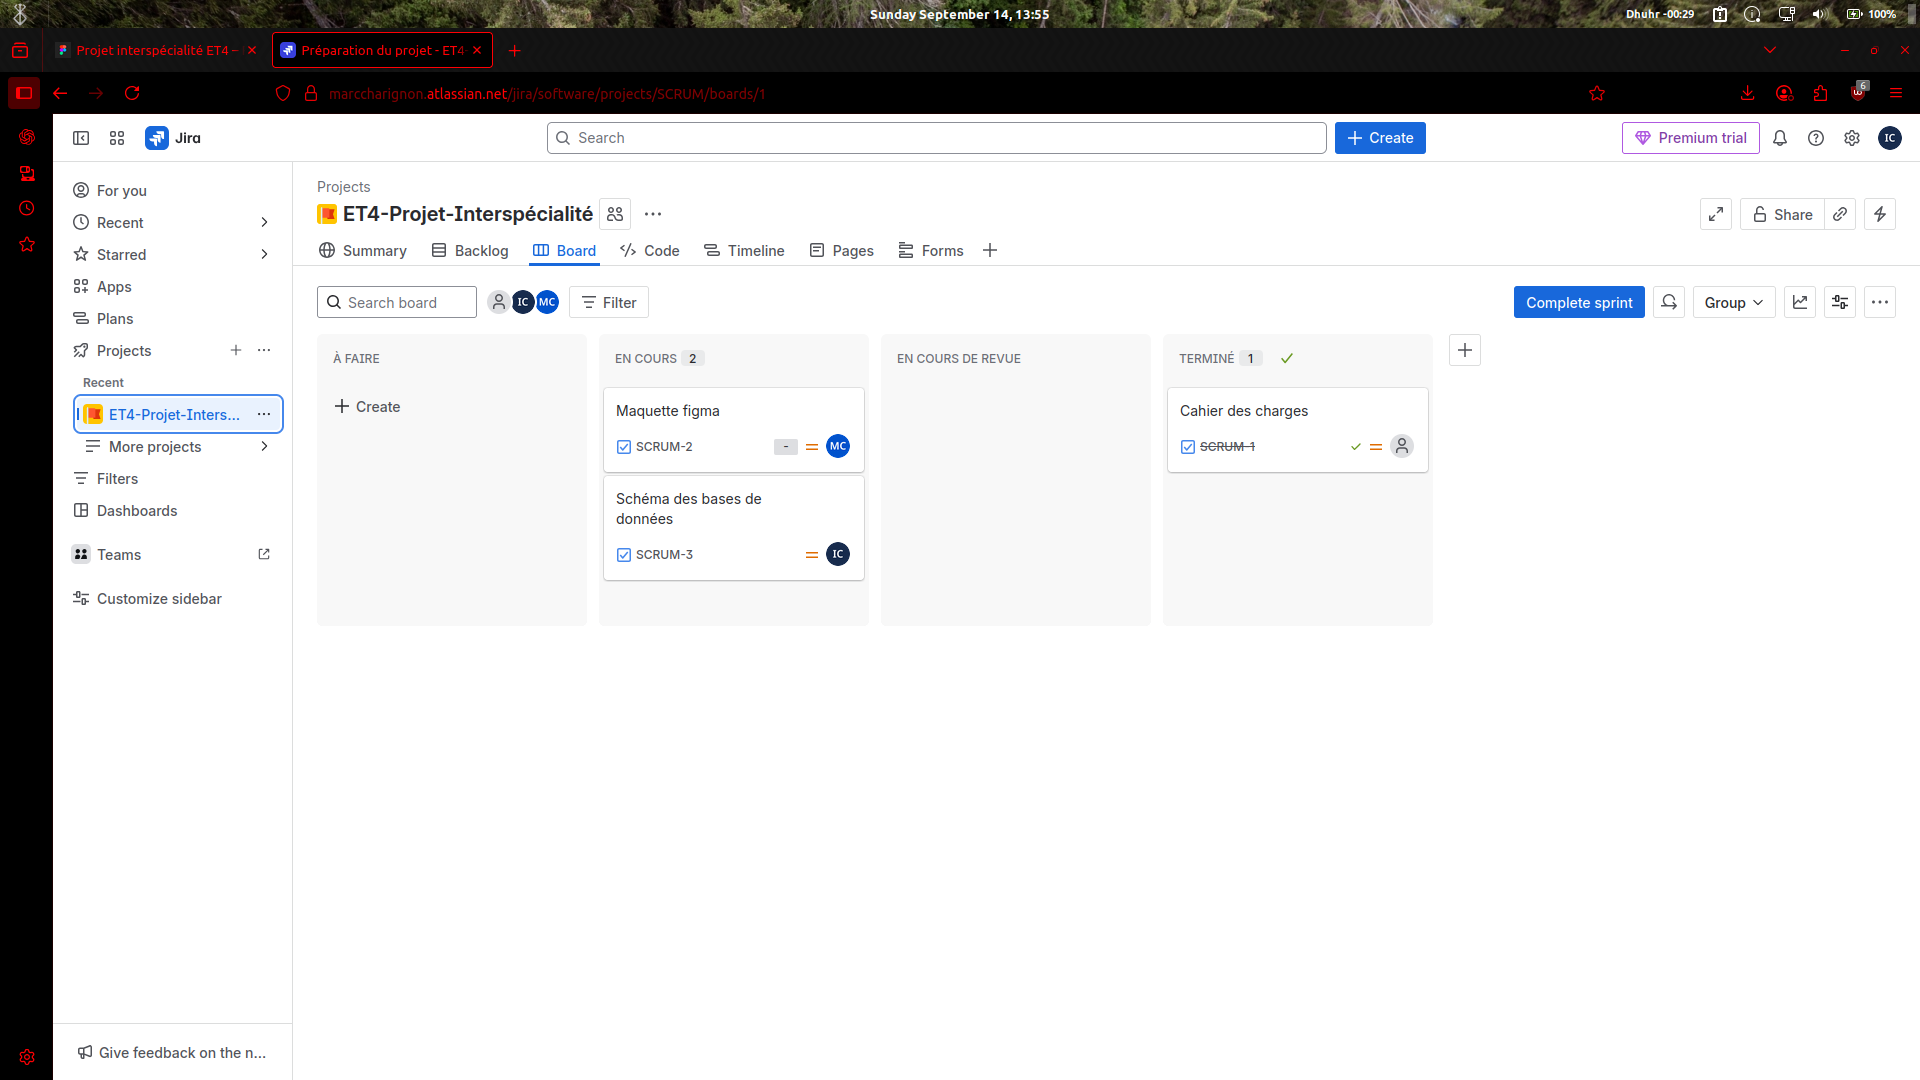 Sunday September 14, 13:55
Dhuhr -00:29
100%
Projet interspécialité ET4 –
Préparation du projet - ET4
marccharignon.atlassian.net/jira/software/projects/SCRUM/boards/1
6
Jira
Search
Create
Premium trial
IC
For you
Recent
Starred
Apps
Plans
Projects
Recent
ET4-Projet-Inters...
More projects
Filters
Dashboards
Teams
Customize sidebar
Give feedback on the n...
Projects
ET4-Projet-Interspécialité
Share
Summary
Backlog
Board
Code
Timeline
Pages
Forms
Search board
IC
MC
Filter
Complete sprint
Group
À FAIRE
Create
EN COURS 2
Maquette figma
SCRUM-2
-
MC
Schéma des bases de
données
SCRUM-3
IC
EN COURS DE REVUE
TERMINÉ 1
Cahier des charges
SCRUM-1